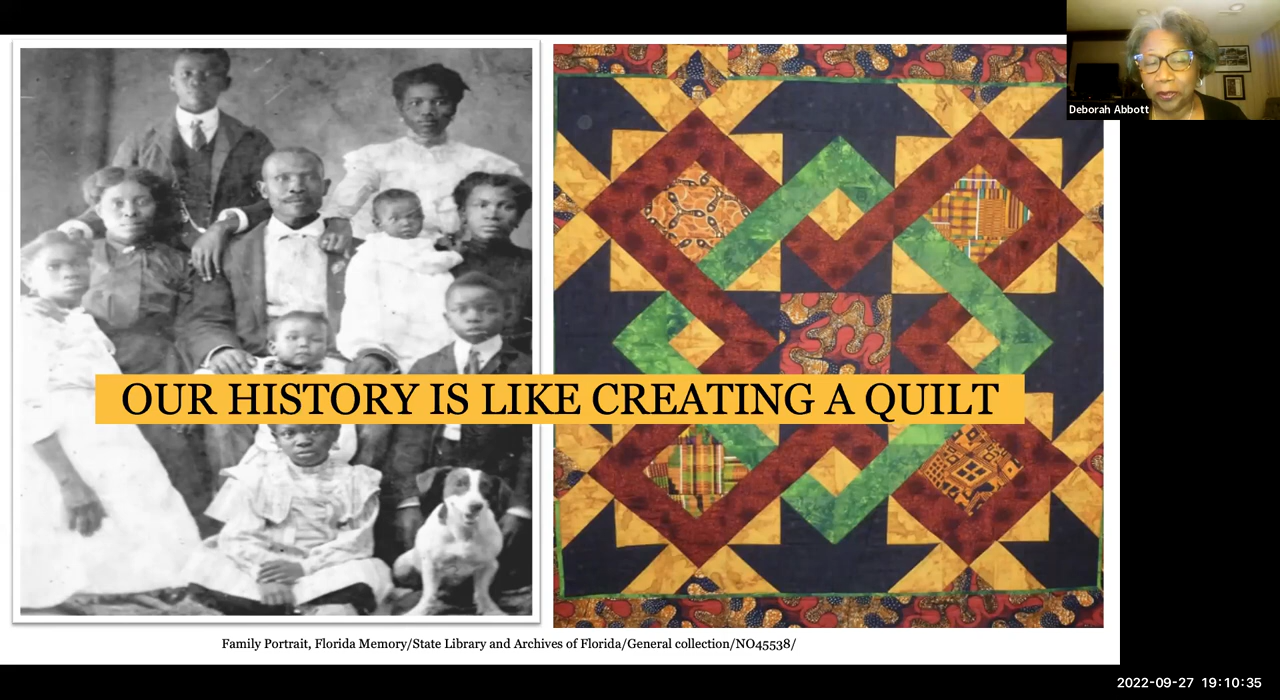 Deborah Abbott
OUR HISTORY IS LIKE CREATING A QUILT
Family Portrait, Florida Memory/State Library and Archives of Florida/General collection/NO45538/
2022-09-27 19:10:35